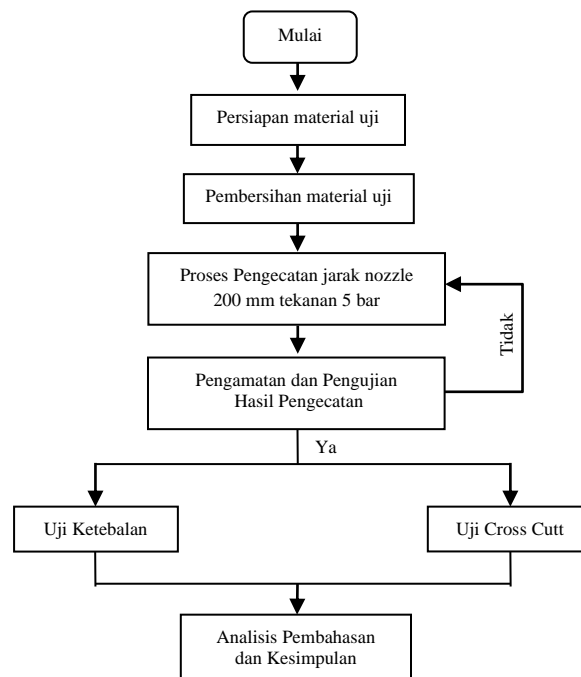 Mulai
Persiapan material uji
Pembersihan material uji
Proses Pengecatan jarak nozzle
200 mm tekanan 5 bar
Tidak
Pengamatan dan Pengujian
Hasil Pengecatan
Ya
Uji Ketebalan
Uji Cross Cutt
Analisis Pembahasan
dan Kesimpulan